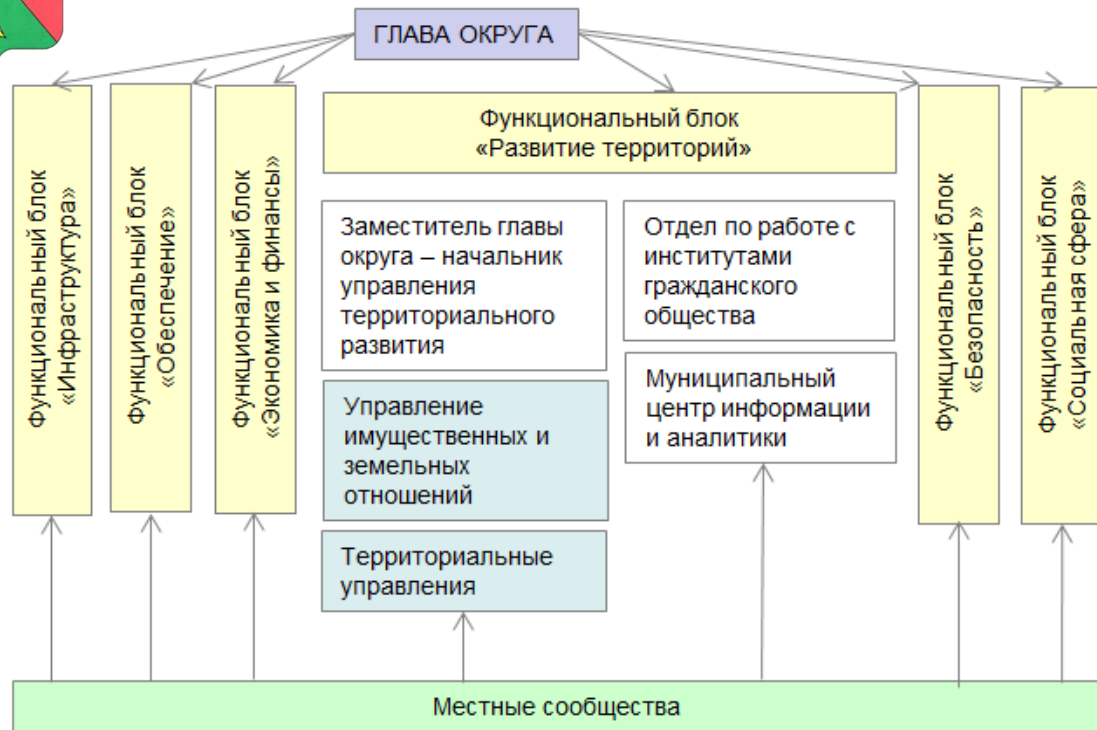 ГЛАВА ОКРУГА
Функциональный блок
«Инфраструктура»
Функциональный блок
«Обеспечение»
Функциональный блок
«Экономика и финансы»
Функциональный блок
«Развитие территорий»
Заместитель главы
округа – начальник
управления
территориального
развития
Управление
имущественных и
земельных
отношений
Территориальные
управления
Отдел по работе с
институтами
гражданского
общества
Муниципальный
центр информации
и аналитики
Функциональный блок
«Безопасность»
Функциональный блок
«Социальная сфера»
Местные сообщества